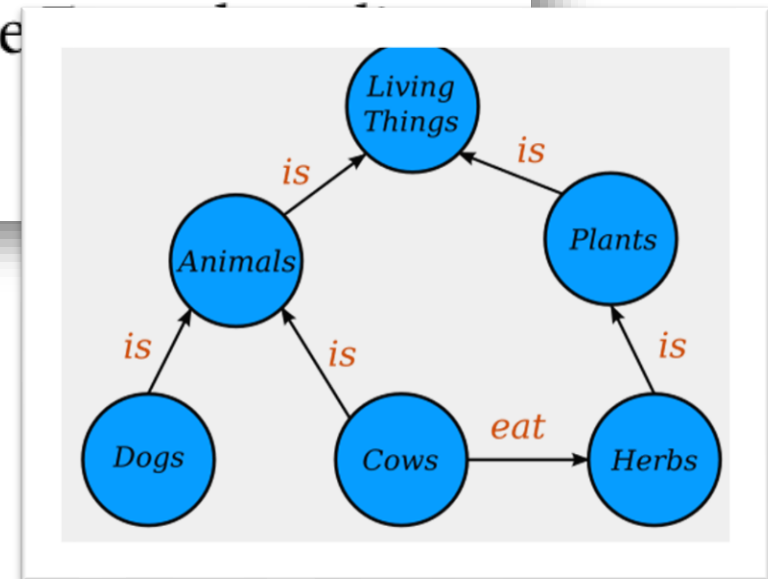 Living
Things
is
is
Animals
Plants
is
is
is
Dogs
Cows
eat
Herbs